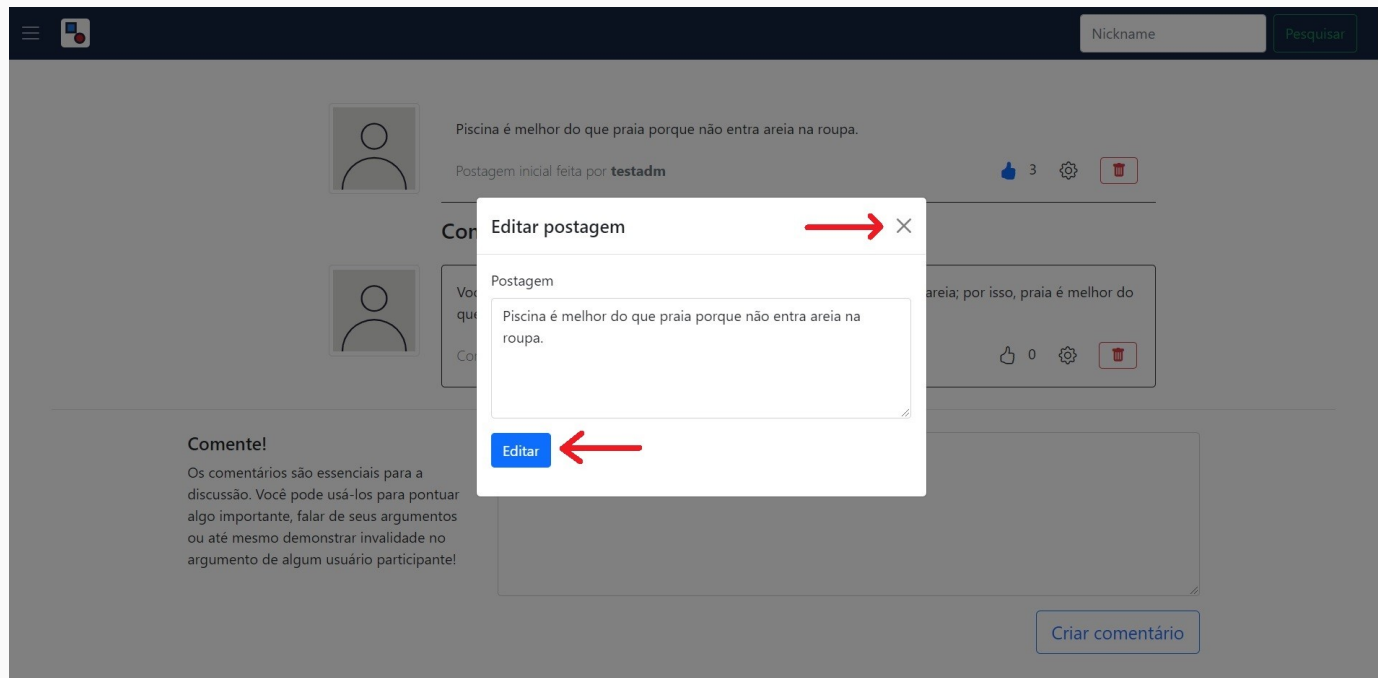 Nickname
Pesquisar
Piscina é melhor do que praia porque não entra areia na roupa.
Postagem inicial feita por testadm
3
Editar postagem
Postagem
Piscina é melhor do que praia porque não entra areia na
roupa.
Editar
areia; por isso, praia é melhor do
0
Comente!
Os comentários são essenciais para a
discussão. Você pode usá-los para pontuar
algo importante, falar de seus argumentos
ou até mesmo demonstrar invalidade no
argumento de algum usuário participante!
Criar comentário